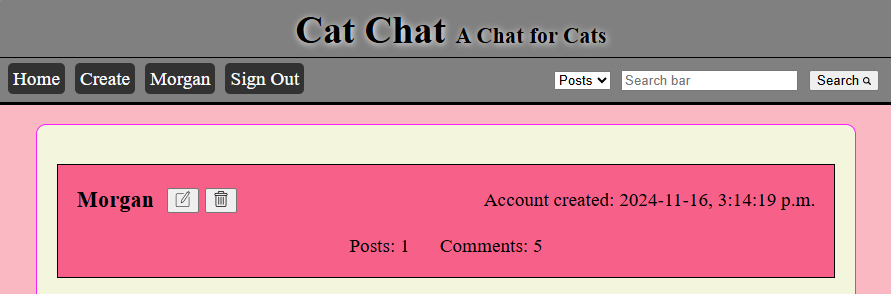 Cat Chat A Chat for Cats
Home Create Morgan Sign Out Posts Search bar Search
Morgan Account created: 2024-11-16, 3:14:19 p.m.
Posts: 1 Comments: 5